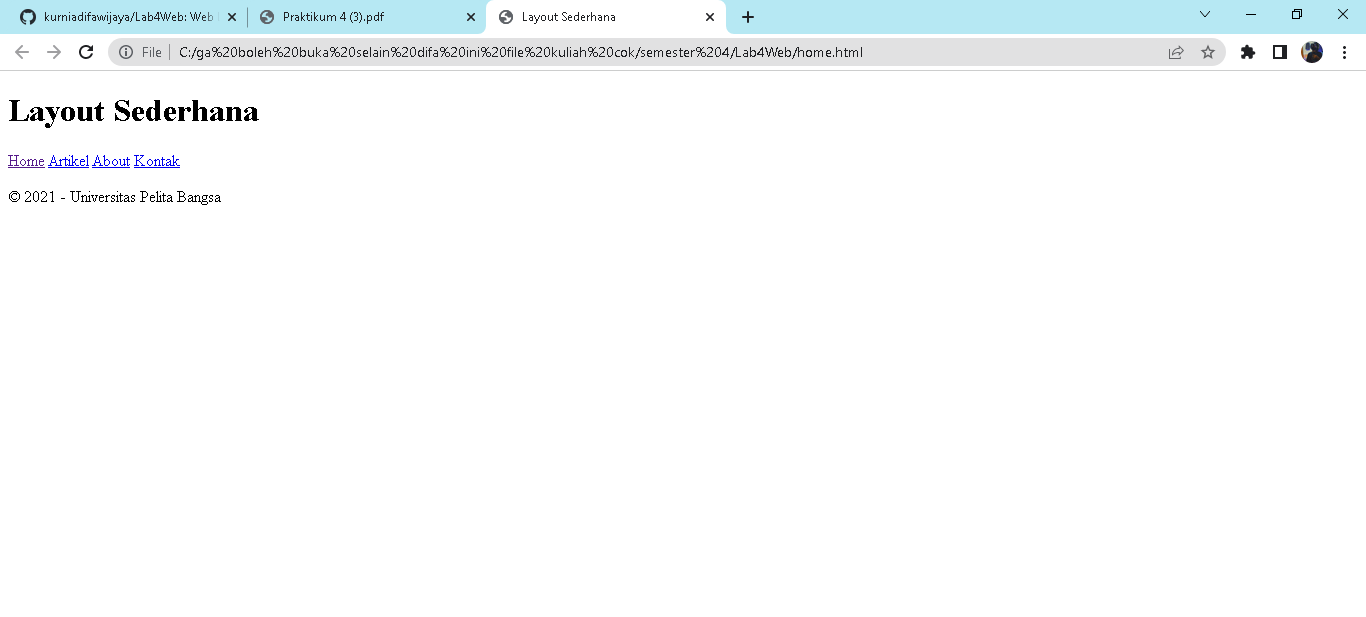 kurniadifawijaya/Lab4Web: Web
Praktikum 4 (3).pdf
Layout Sederhana
File
C:/ga%20boleh%20buka%20selain%20difa%20ini%20file%20kuliah%20cok/semester%204/Lab4Web/home.html
Layout Sederhana
Home Artikel About Kontak
© 2021 - Universitas Pelita Bangsa